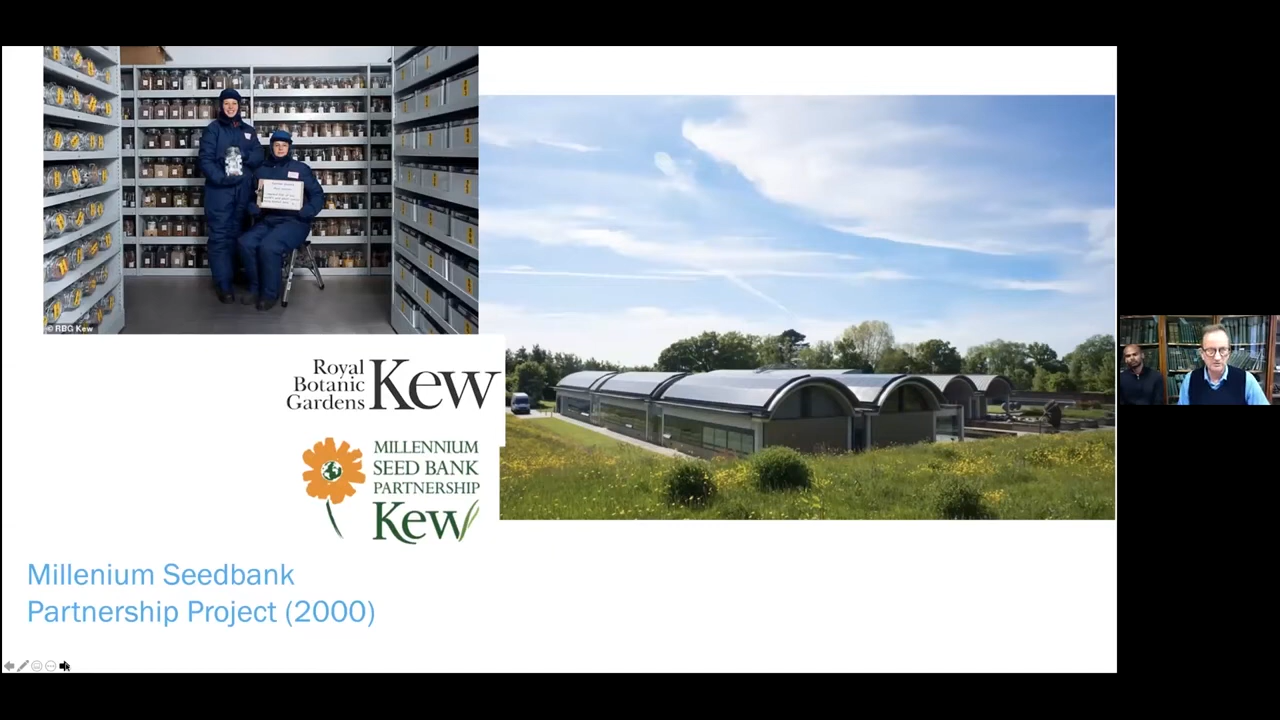 © RBG Kew
Royal
Botanic
Gardens
Kew
MILLENNIUM
SEED BANK
PARTNERSHIP
Kew
Millenium Seedbank
Partnership Project (2000)